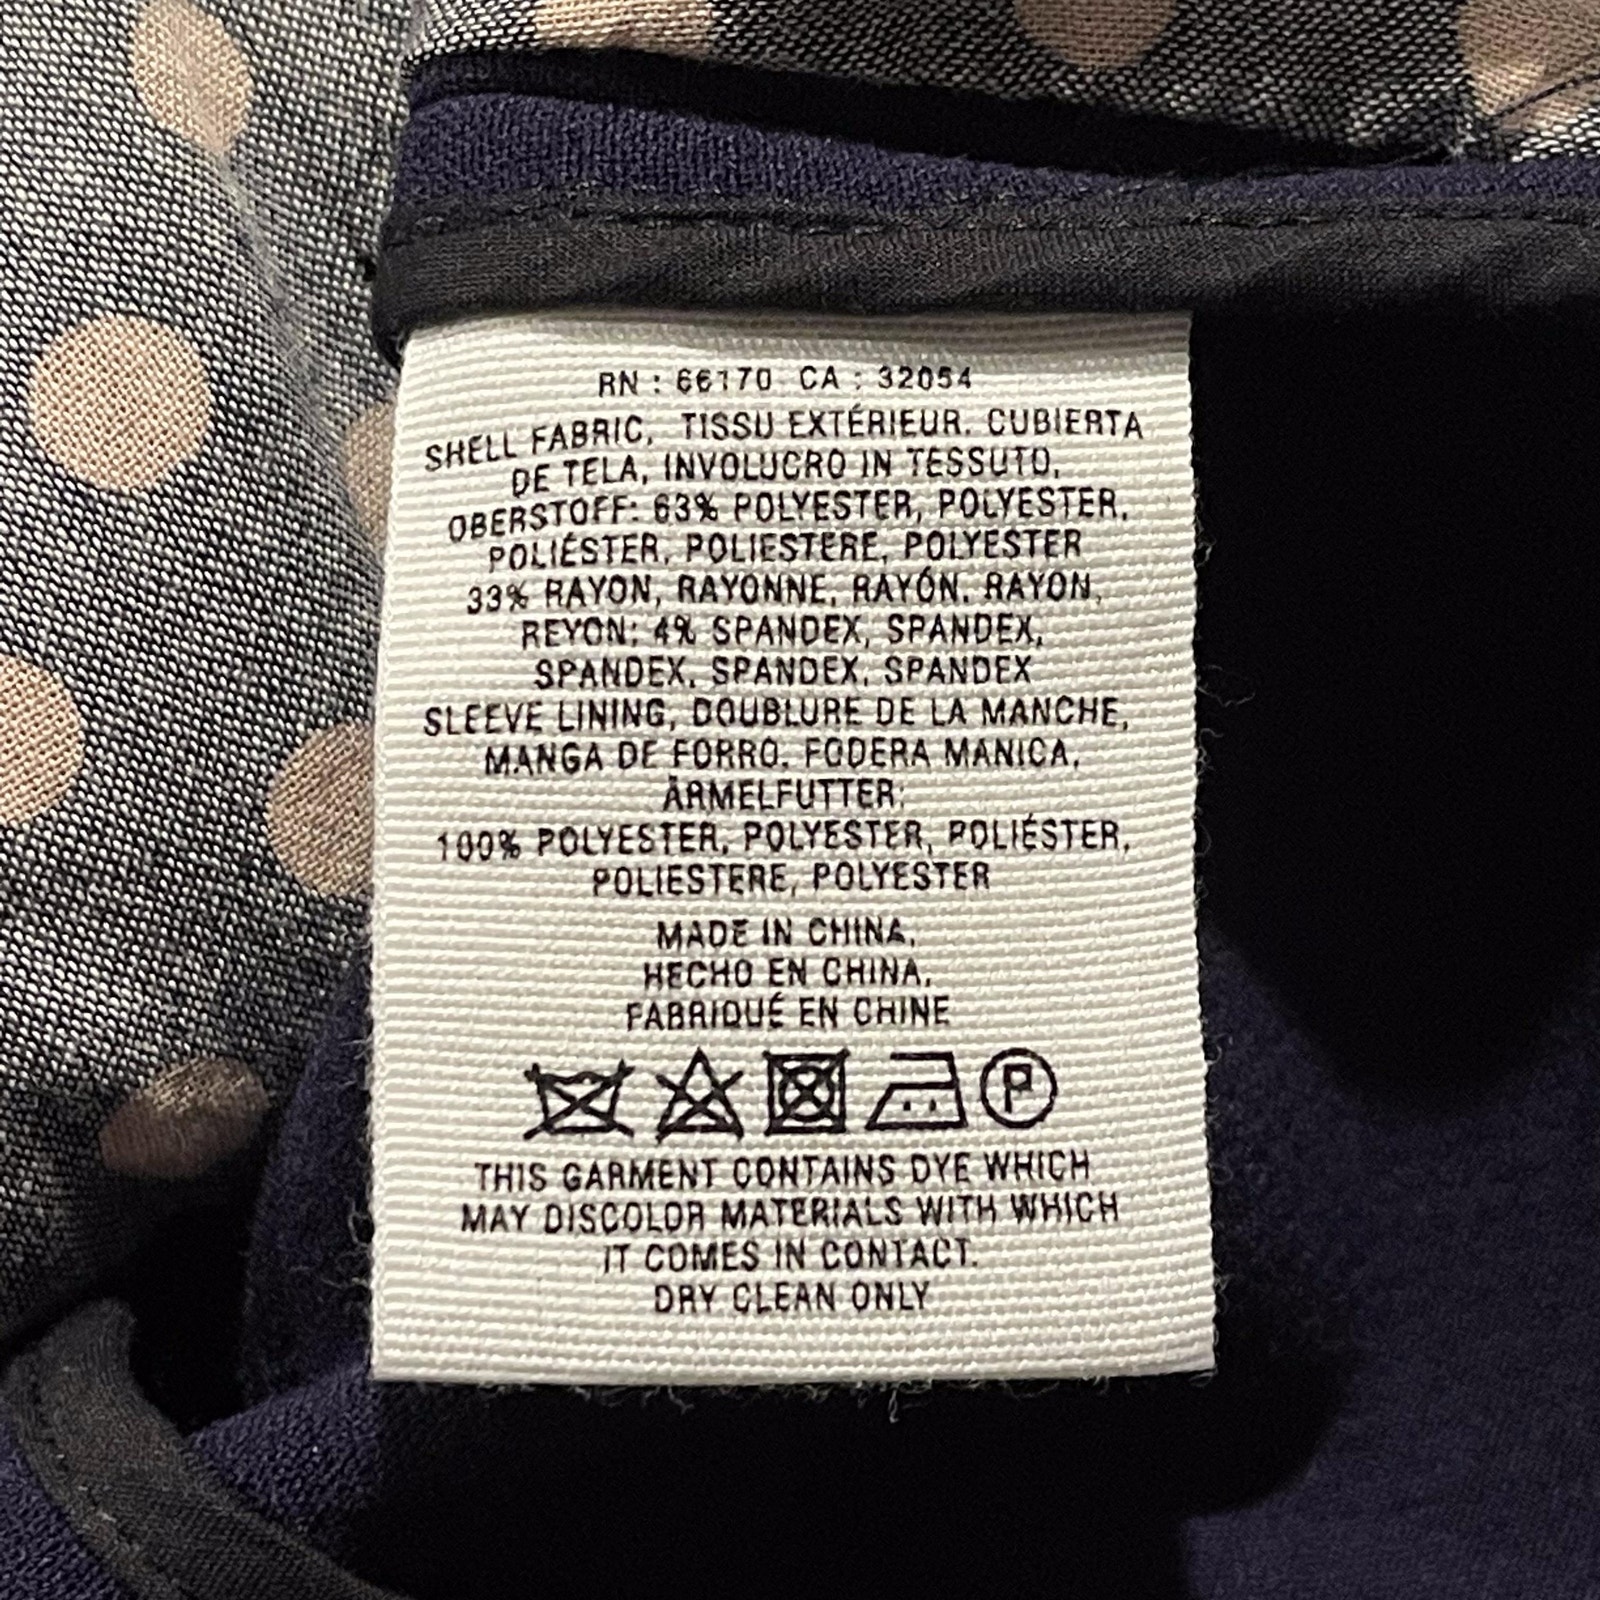 RN : 66170 CA : 32054
SHELL FABRIC, TISSU EXTÉRIEUR. CUBIERTA
DE TELA, INVOLUCRO IN TESSUTO,
OBERSTOFF: 63% POLYESTER, POLYESTER,
POLIÉSTER, POLIESTERE, POLYESTER
33% RAYON, RAYONNE, RAYÓN, RAYON,
REYON: 4% SPANDEX, SPANDEX,
SPANDEX, SPANDEX, SPANDEX
SLEEVE LINING, DOUBLURE DE LA MANCHE,
MANGA DE FORRO, FODERA MANICA,
ÄRMELFUTTER:
100% POLYESTER, POLYESTER, POLIÉSTER,
POLIESTERE, POLYESTER
MADE IN CHINA,
HECHO EN CHINA,
FABRIQUÉ EN CHINE
P
THIS GARMENT CONTAINS DYE WHICH
MAY DISCOLOR MATERIALS WITH WHICH
IT COMES IN CONTACT.
DRY CLEAN ONLY